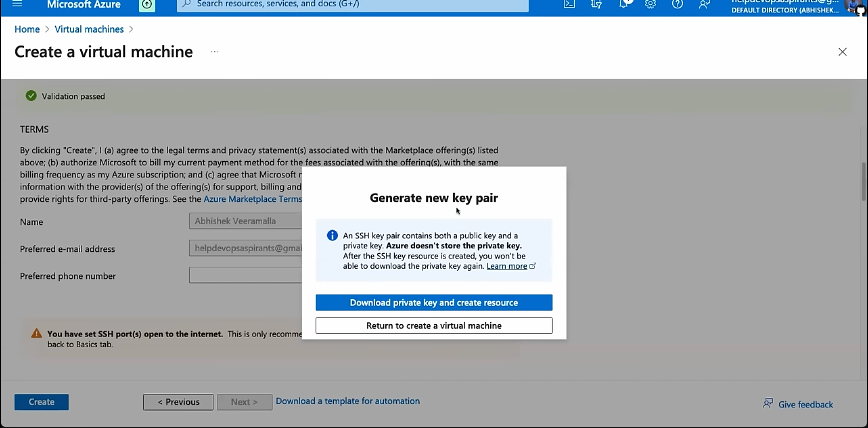 Microsoft Azure
Search resources, services, and docs (G+/)
helpdevopsaspirants@g...
DEFAULT DIRECTORY (ABHISHEK...
Home > Virtual machines >
Create a virtual machine ...
Validation passed
TERMS
By clicking "Create", I (a) agree to the legal terms and privacy statement(s) associated with the Marketplace offering(s) listed
above; (b) authorize Microsoft to bill my current payment method for the fees associated with the offering(s), with the same
billing frequency as my Azure subscription; and (c) agree that Microsoft
information with the provider(s) of the offering(s) for support, billing and
provide rights for third-party offerings. See the Azure Marketplace Terms
Name
Abhishek Veeramalla
Preferred e-mail address
helpdevopsaspirants@gmai
Preferred phone number
You have set SSH port(s) open to the internet. This is only recomme
back to Basics tab.
Generate new key pair
An SSH key pair contains both a public key and a
private key. Azure doesn't store the private key.
After the SSH key resource is created, you won't be
able to download the private key again. Learn more
Download private key and create resource
Return to create a virtual machine
Create
< Previous
Next >
Download a template for automation
Give feedback